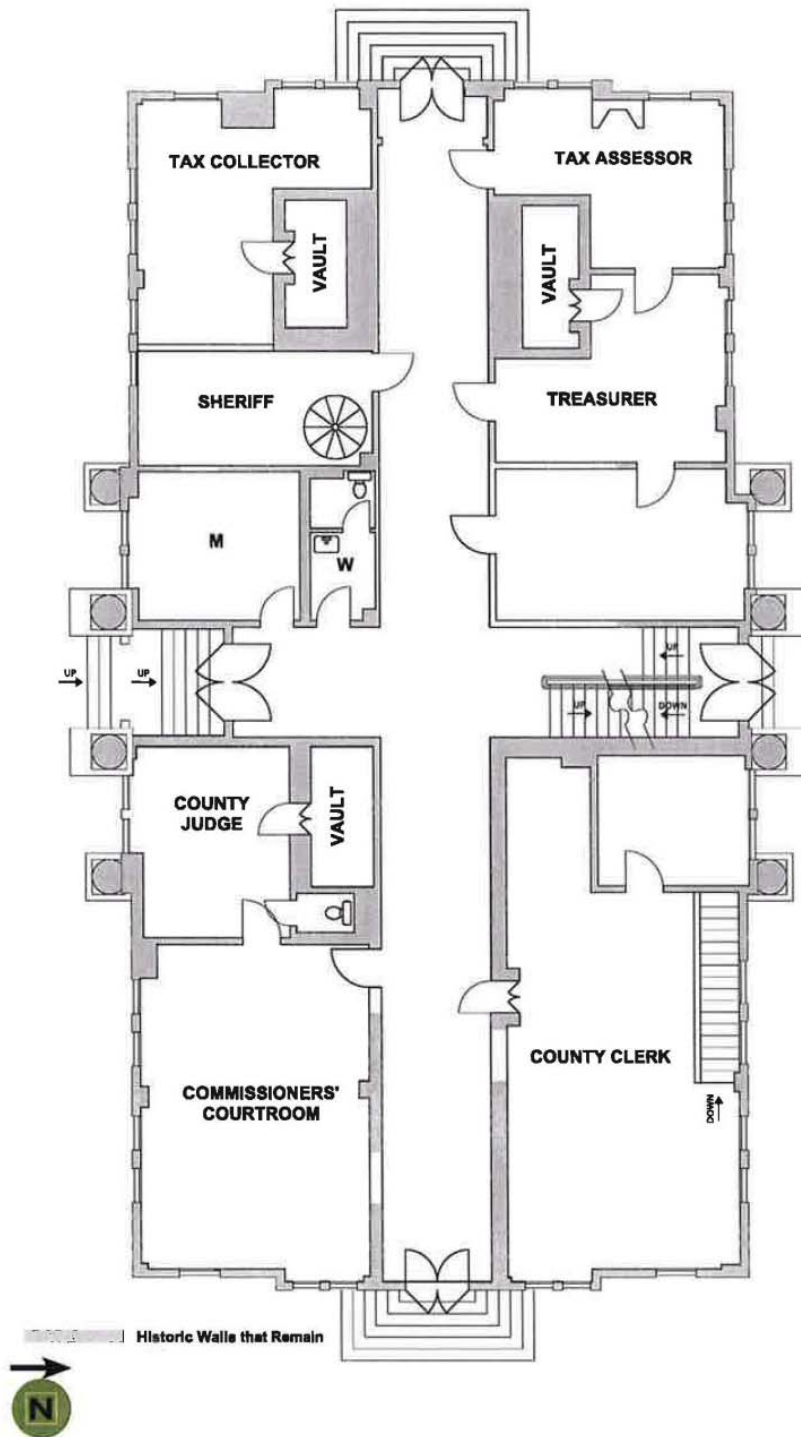 TAX COLLECTOR
TAX ASSESSOR
VAULT
VAULT
SHERIFF
TREASURER
M
W
UP
UP
UP
UP
DOWN
COUNTY
JUDGE
VAULT
COUNTY CLERK
COMMISSIONERS'
COURTROOM
DOWN
Historic Walls that Remain
N